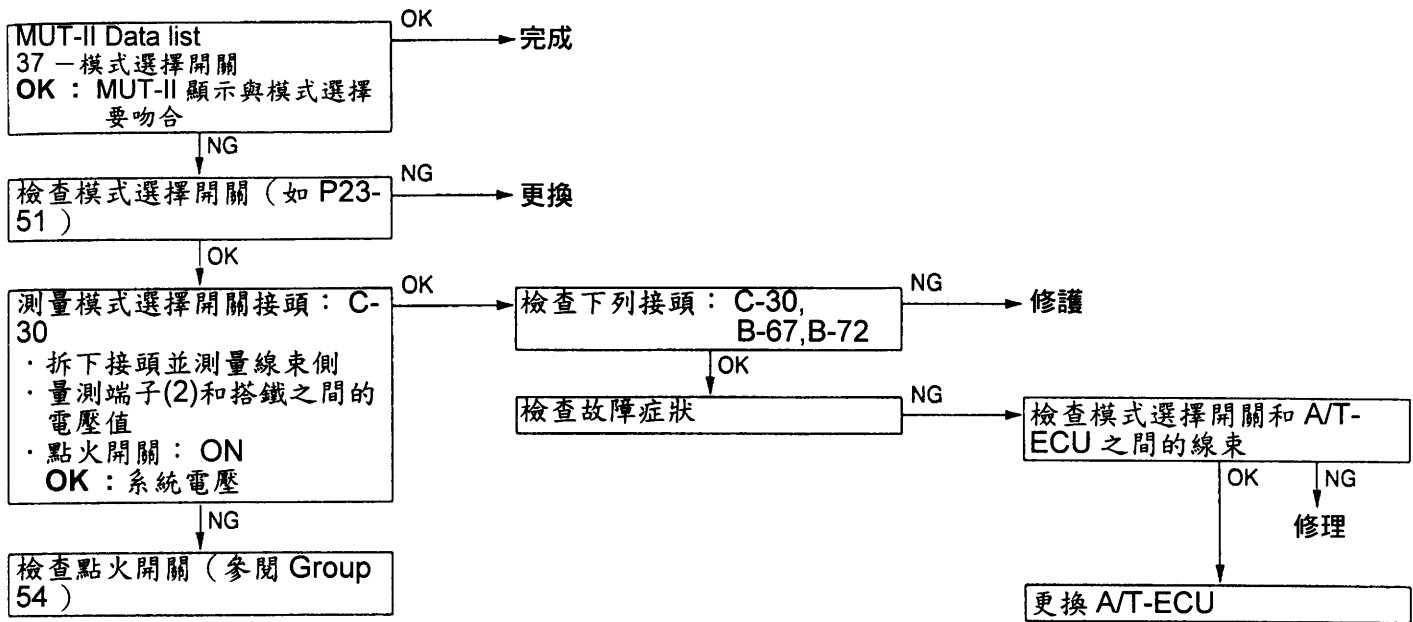 MUT-II Data list
37 －模式選擇開關
OK ： MUT-II 顯示與模式選擇
要吻合
OK
完成
NG
檢查模式選擇開關（如 P23-
51 ）
NG
更換
OK
測量模式選擇開關接頭： C-
30
· 拆下接頭並測量線束側
· 量測端子(2)和搭鐵之間的
電壓值
· 點火開關： ON
OK ：系統電壓
OK
檢查下列接頭： C-30,
B-67,B-72
NG
修護
OK
檢查故障症狀
NG
檢查模式選擇開關和 A/T-
ECU 之間的線束
OK
NG
修理
更換 A/T-ECU
NG
檢查點火開關（參閱 Group
54 ）